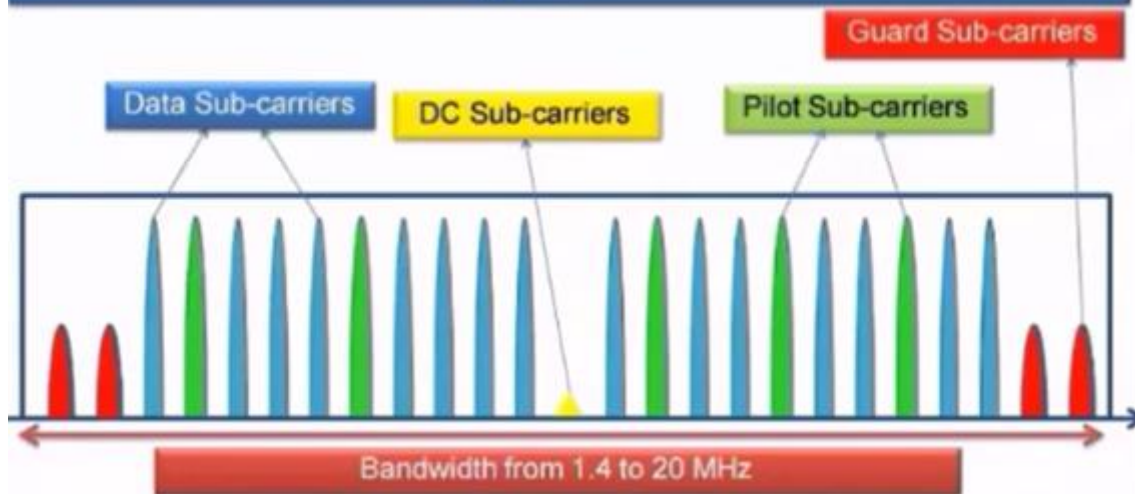 Guard Sub-carriers
Data Sub-carriers
DC Sub-carriers
Pilot Sub-carriers
Bandwidth from 1.4 to 20 MHz